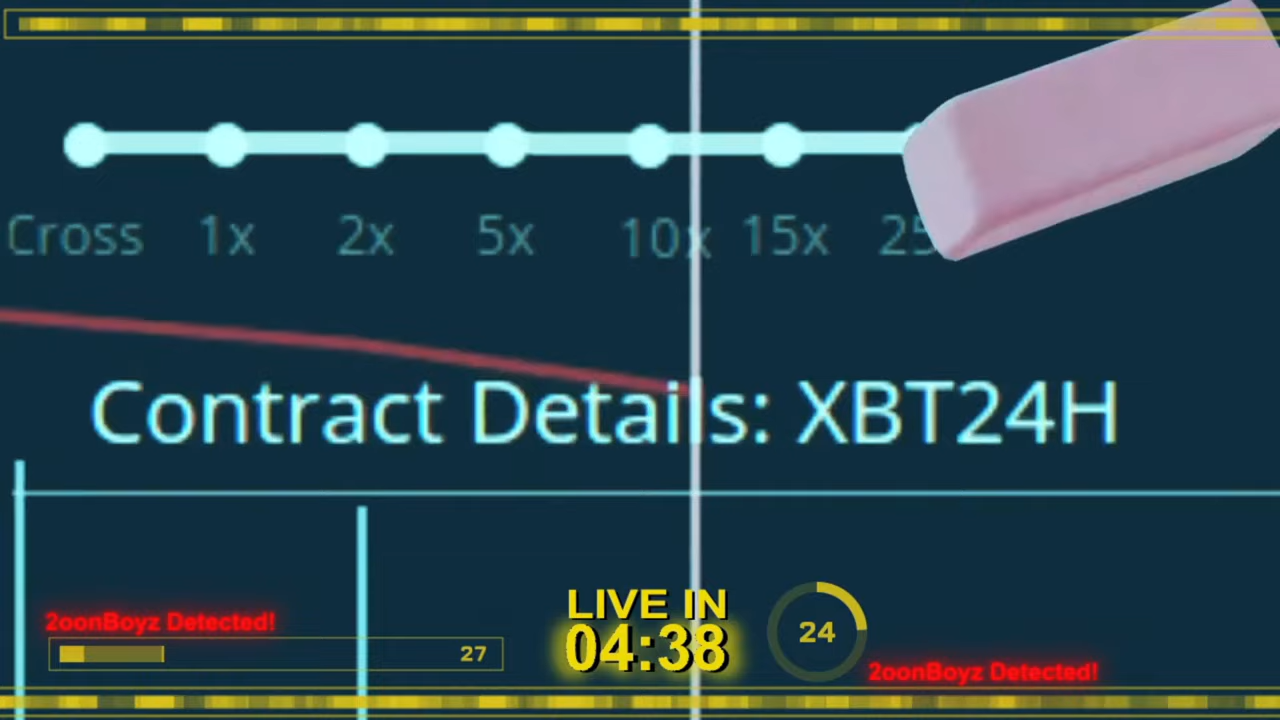 Cross 1x 2x 5x 10x 15x 25
Contract Details: XBT24H
LIVE IN
2oonBoyz Detected!
04:38
24
27
2oonBoyz Detected!